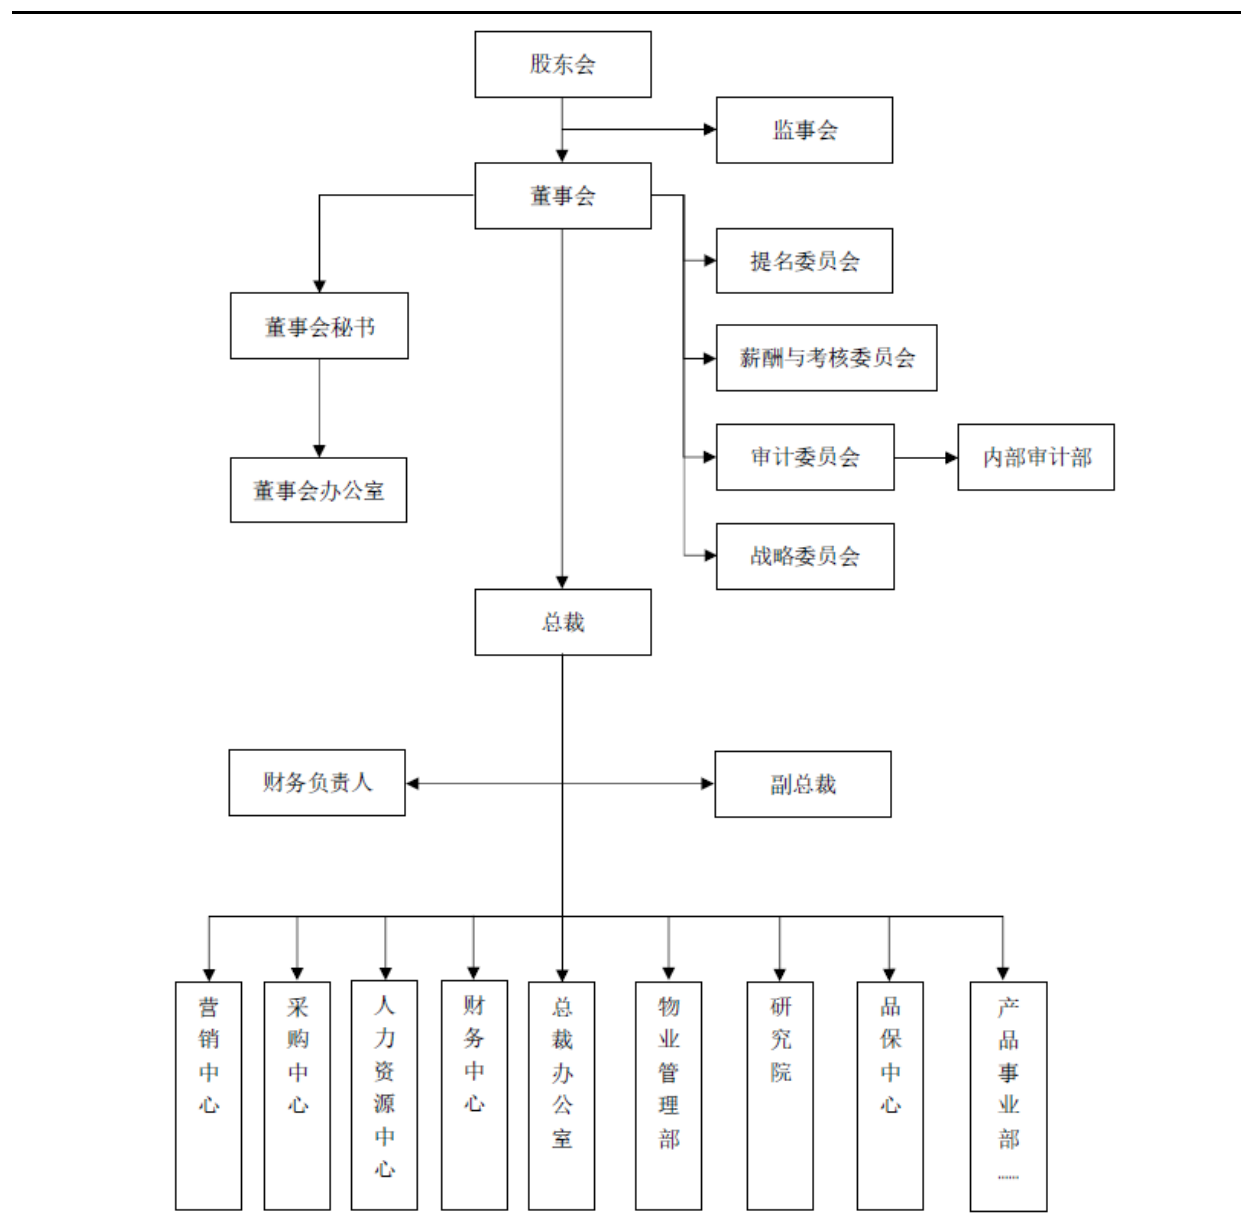 股东会
监事会
董事会
提名委员会
董事会秘书
薪酬与考核委员会
审计委员会
内部审计部
董事会办公室
战略委员会
总裁
财务负责人
副总裁
营销中心
采购中心
人力资源中心
财务中心
总裁办公室
物业管理部
研究院
品保中心
产品事业部……